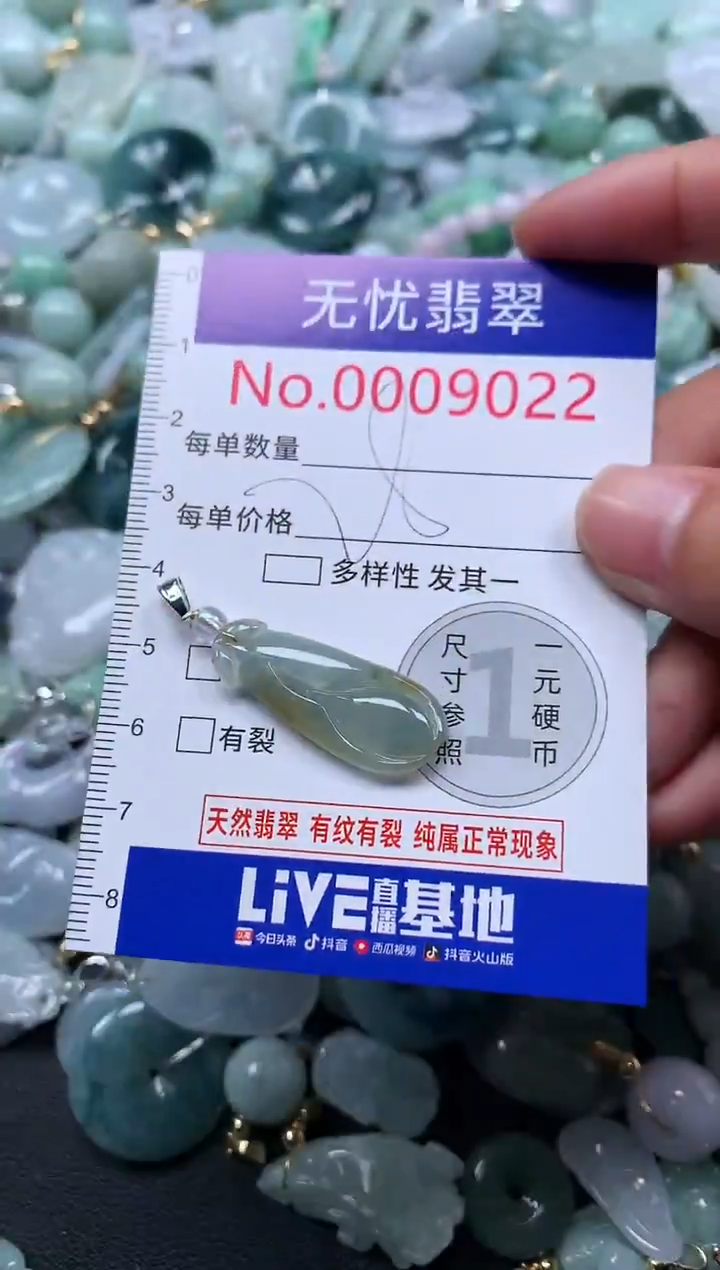 无忧翡翠
No.0009022
每单数量
每单价格
多样性 发其一
有裂
尺寸参照
1
一元硬币
天然翡翠 有纹有裂 纯属正常现象
LiVE直播基地
头条 今日头条 抖音 西瓜视频 抖音火山版
0
1
2
3
4
5
6
7
8